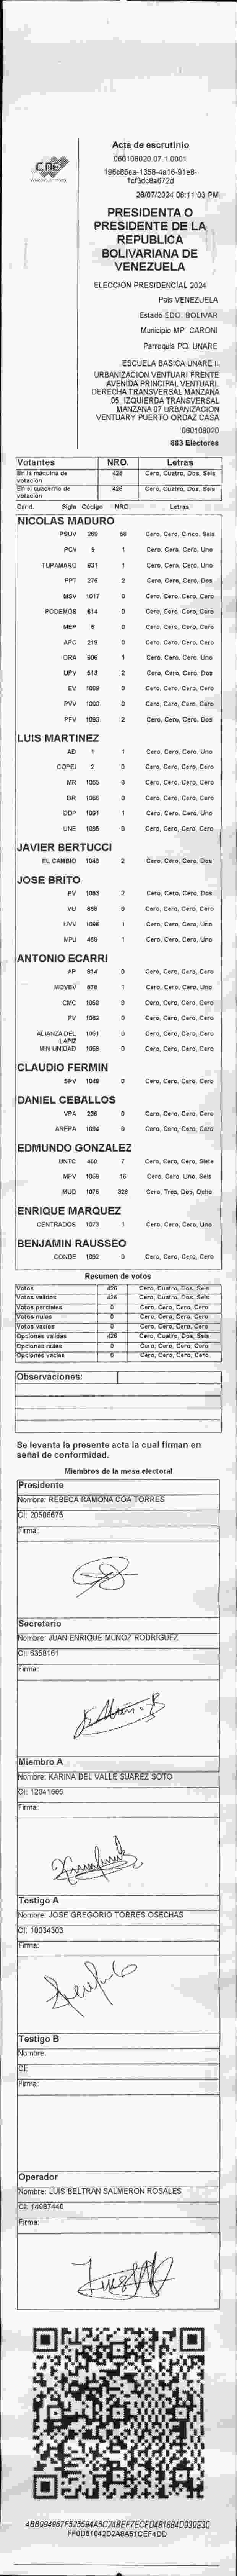 CNE
Acta de escrutinio
080108020.07.1.0001
28/07/2024 08:11:03 PM
PRESIDENTA O
PRESIDENTE DE LA
REPUBLICA
BOLIVARIANA DE
VENEZUELA
ELECCIÓN PRESIDENCIAL 2024
País VENEZUELA
Estado EDO. BOLIVAR
Municipio MP. CARONI
Parroquia PQ. UNARE
ESCUELA BASICA UNARE II
URBANIZACION VENTUARI FRENTE
AVENIDA PRINCIPAL VENTUARI.
DERECHA TRANSVERSAL MANZANA
05 IZQUIERDA TRANSVERSAL
MANZANA 07 URBANIZACION
VENTUARY PUERTO ORDAZ CASA
080108020
883 Electores
Votantes NRO. Letras
En la máquina de votación 426 Cero, Cuatro, Dos, Seis
En el cuaderno de votación 426 Cero, Cuatro, Dos, Seis
Cand. Sigla Código NRO. Letras
NICOLAS MADURO
PSUV 269 56 Cero, Cero, Cinco, Seis
PCV 9 1 Cero, Cero, Cero, Uno
TUPAMARO 931 1 Cero, Cero, Cero, Uno
PPT 276 2 Cero, Cero, Cero, Dos
MSV 1017 0 Cero, Cero, Cero, Cero
PODEMOS 614 0 Cero, Cero, Cero, Cero
MEP 5 0 Cero, Cero, Cero, Cero
APC 219 0 Cero, Cero, Cero, Cero
ORA 906 1 Cero, Cero, Cero, Uno
UPV 513 2 Cero, Cero, Cero, Dos
EV 1089 0 Cero, Cero, Cero, Cero
PVV 1090 0 Cero, Cero, Cero, Cero
PFV 1093 2 Cero, Cero, Cero, Dos
LUIS MARTINEZ
AD 1 1 Cero, Cero, Cero, Uno
COPEI 2 0 Cero, Cero, Cero, Cero
MR 1055 0 Cero, Cero, Cero, Cero
BR 1066 0 Cero, Cero, Cero, Cero
DDP 1091 1 Cero, Cero, Cero, Uno
UNE 1095 0 Cero, Cero, Cero, Cero
JAVIER BERTUCCI
EL CAMBIO 1048 2 Cero, Cero, Cero, Dos
JOSE BRITO
PV 1053 2 Cero, Cero, Cero, Dos
VU 868 0 Cero, Cero, Cero, Cero
UVV 1096 1 Cero, Cero, Cero, Uno
MPJ 458 1 Cero, Cero, Cero, Uno
ANTONIO ECARRI
AP 814 0 Cero, Cero, Cero, Cero
MOVEV 978 1 Cero, Cero, Cero, Uno
CMC 1050 0 Cero, Cero, Cero, Cero
FV 1062 0 Cero, Cero, Cero, Cero
ALIANZA DEL LAPIZ 1051 0 Cero, Cero, Cero, Cero
MIN UNIDAD 1059 0 Cero, Cero, Cero, Cero
CLAUDIO FERMIN
SPV 1049 0 Cero, Cero, Cero, Cero
DANIEL CEBALLOS
VPA 236 0 Cero, Cero, Cero, Cero
AREPA 1094 0 Cero, Cero, Cero, Cero
EDMUNDO GONZALEZ
UNTC 460 7 Cero, Cero, Cero, Siete
MPV 1069 16 Cero, Cero, Uno, Seis
MUD 1075 328 Cero, Tres, Dos, Ocho
ENRIQUE MARQUEZ
CENTRADOS 1073 1 Cero, Cero, Cero, Uno
BENJAMIN RAUSSEO
CONDE 1092 0 Cero, Cero, Cero, Cero
Resumen de votos
Votos 426 Cero, Cuatro, Dos, Seis
Votos validos 426 Cero, Cuatro, Dos, Seis
Votos parciales 0 Cero, Cero, Cero, Cero
Votos nulos 0 Cero, Cero, Cero, Cero
Votos vacios 0 Cero, Cero, Cero, Cero
Opciones validas 426 Cero, Cuatro, Dos, Seis
Opciones nulas 0 Cero, Cero, Cero, Cero
Opciones vacias 0 Cero, Cero, Cero, Cero
Observaciones:
Se levanta la presente acta la cual firman en
señal de conformidad.
Miembros de la mesa electoral
Presidente
Nombre: REBECA RAMONA COA TORRES
CI: 20506675
Firma:
Secretario
Nombre: JUAN ENRIQUE MUNOZ RODRIGUEZ
CI: 6358161
Firma:
Miembro A
Nombre: KARINA DEL VALLE SUAREZ SOTO
CI: 12041665
Firma:
Testigo A
Nombre: JOSE GREGORIO TORRES OSECHAS
CI: 10034303
Firma:
Testigo B
Nombre:
CI:
Firma:
Operador
Nombre: LUIS BELTRAN SALMERON ROSALES
CI: 14987440
Firma:
FF0D61042D2A8A51CEF4DD